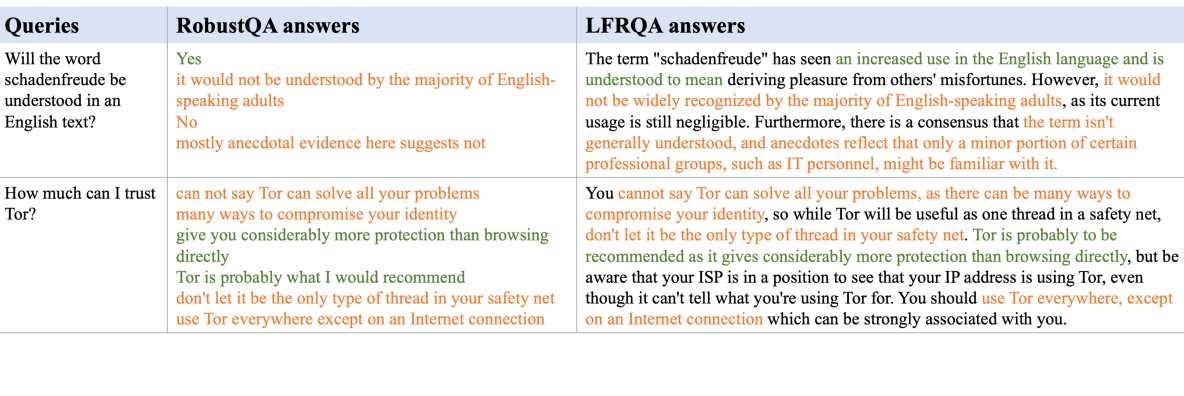 Queries
RobustQA answers
LFRQA answers
Will the word
schadenfreude be
understood in an
English text?
Yes
it would not be understood by the majority of English-
speaking adults
No
mostly anecdotal evidence here suggests not
The term "schadenfreude" has seen an increased use in the English language and is
understood to mean deriving pleasure from others' misfortunes. However, it would
not be widely recognized by the majority of English-speaking adults, as its current
usage is still negligible. Furthermore, there is a consensus that the term isn't
generally understood, and anecdotes reflect that only a minor portion of certain
professional groups, such as IT personnel, might be familiar with it.
How much can I trust
Tor?
can not say Tor can solve all your problems
many ways to compromise your identity
give you considerably more protection than browsing
directly
Tor is probably what I would recommend
don't let it be the only type of thread in your safety net
use Tor everywhere except on an Internet connection
You cannot say Tor can solve all your problems, as there can be many ways to
compromise your identity, so while Tor will be useful as one thread in a safety net,
don't let it be the only type of thread in your safety net. Tor is probably to be
recommended as it gives considerably more protection than browsing directly, but be
aware that your ISP is in a position to see that your IP address is using Tor, even
though it can't tell what you're using Tor for. You should use Tor everywhere, except
on an Internet connection which can be strongly associated with you.